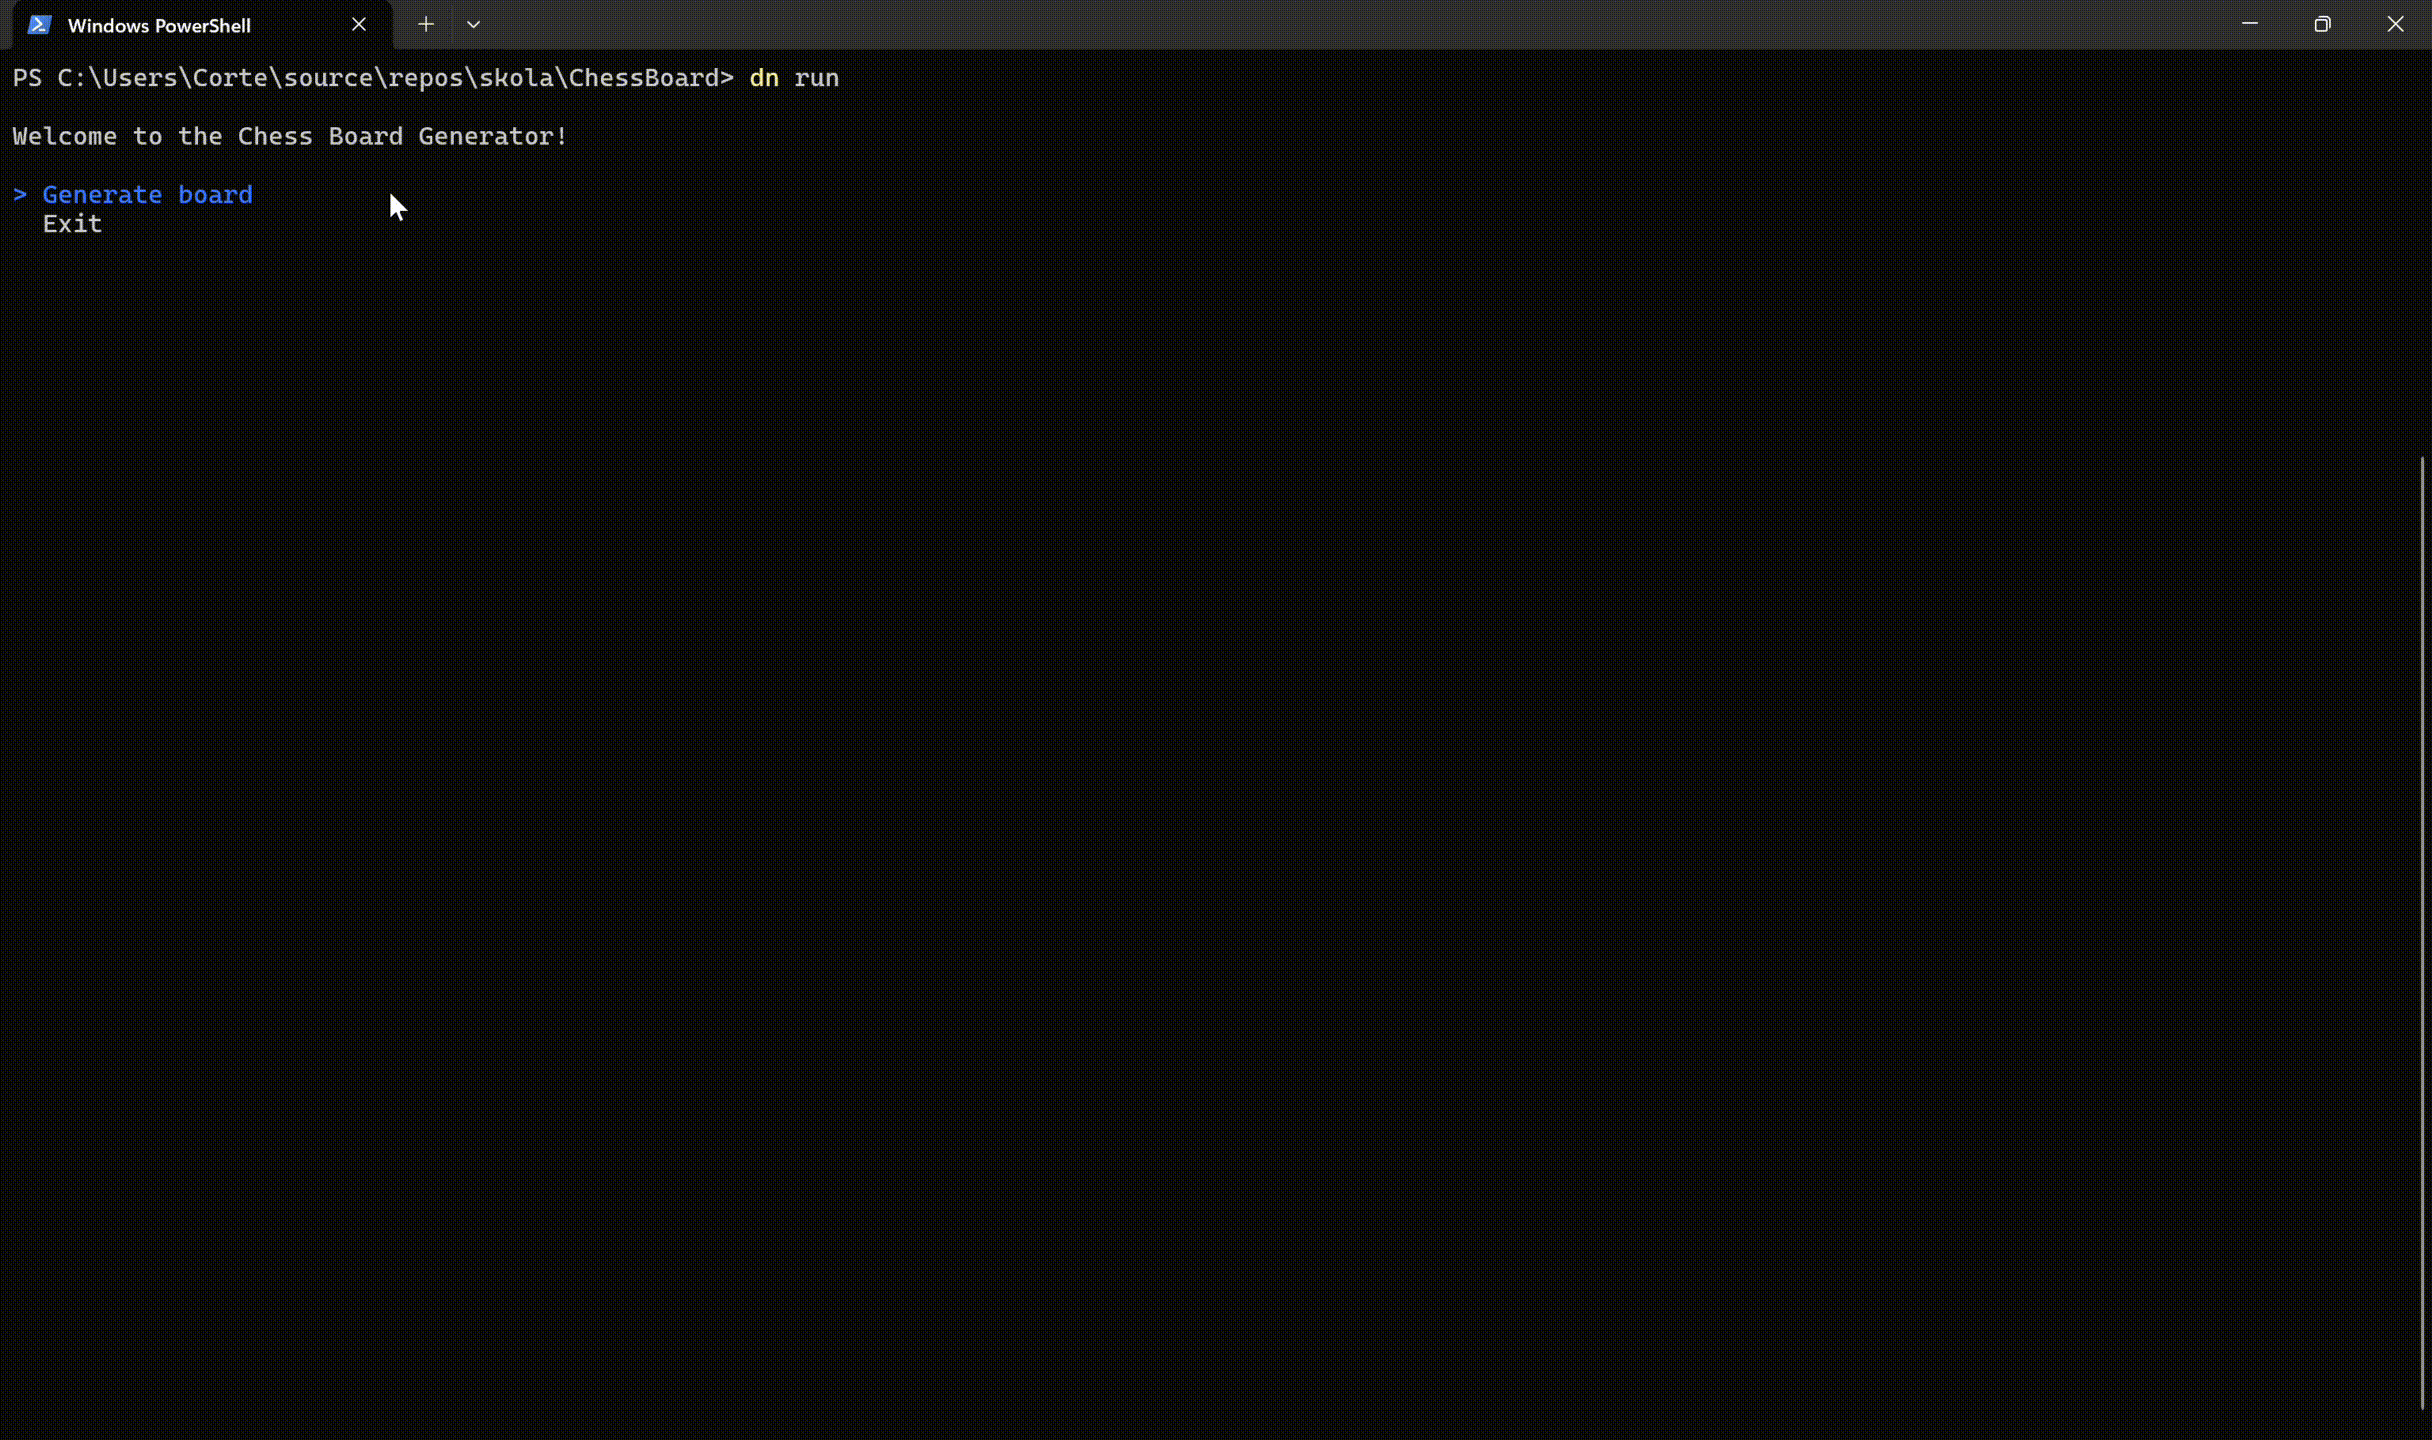 Windows PowerShell
PS C:\Users\Corte\source\repos\skola\ChessBoard> dn run
Welcome to the Chess Board Generator!
> Generate board
Exit